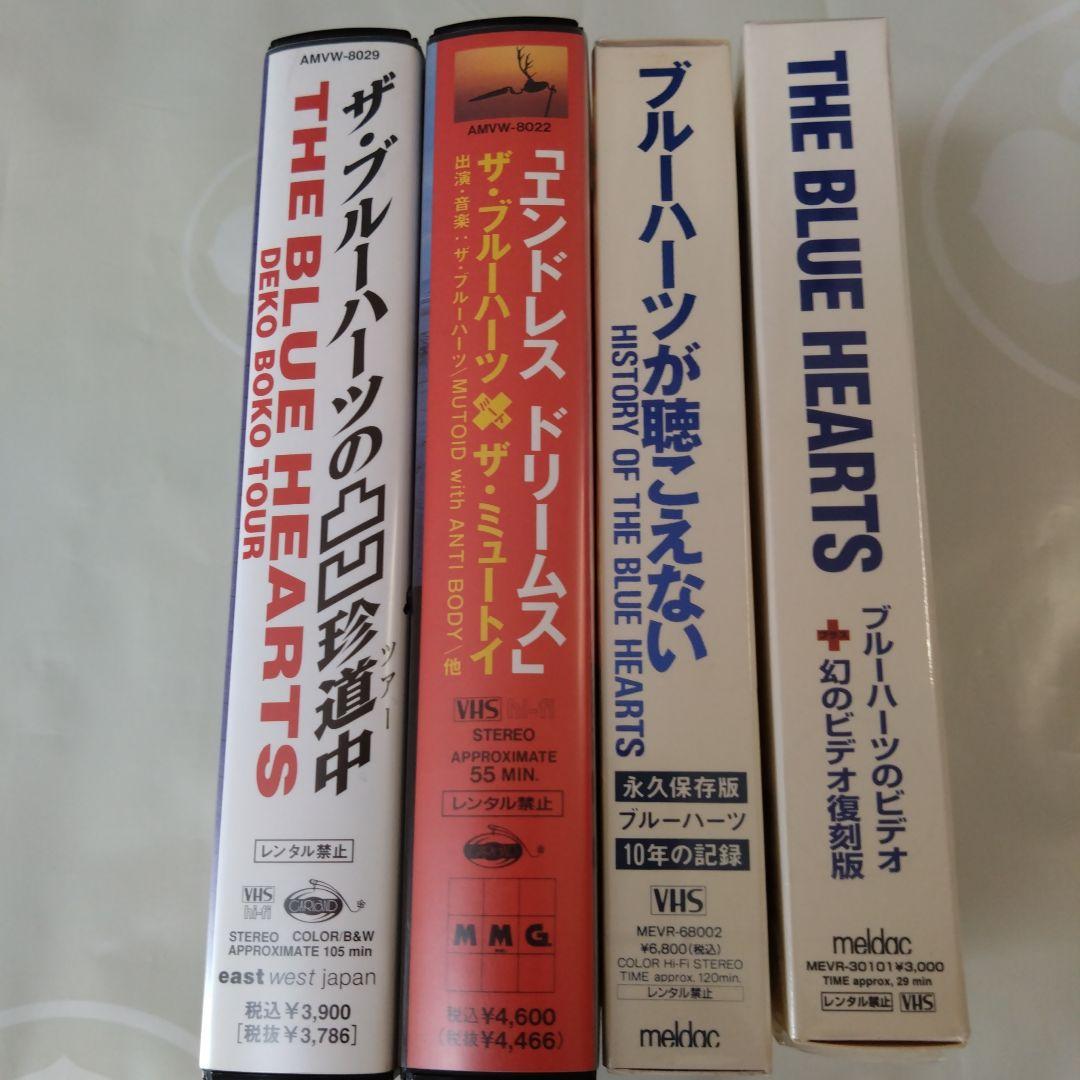 AMVW-8029
ザ・ブルーハーツの凸凹珍道中
ツアー
THE BLUE HEARTS
DEKO BOKO TOUR
レンタル禁止
VHS
hi-fi
GARLAND
STEREO COLOR/B&W
APPROXIMATE 105 min
east west japan
税込¥3,900
[税抜¥3,786]
AMVW-8022
「エンドレス ドリームス」
ザ・ブルーハーツ
ザ・ミュートイ
出演・音楽:ザ・ブルーハーツ/MUTOID with ANTI BODY\他
VHS hi-fi
STEREO
APPROXIMATE
55 MIN.
レンタル禁止
MMG
税込¥4,600
(税抜¥4,466)
ブルーハーツが聴こえない
HISTORY OF THE BLUE HEARTS
永久保存版
ブルーハーツ
10年の記録
VHS
MEVR-68002
¥6,800(税込)
COLOR Hi-Fi STEREO
TIME approx. 120min.
レンタル禁止
meldac
THE BLUE HEARTS
ブルーハーツのビデオ
プラス
幻のビデオ復刻版
meldac
MEVR-30101¥3,000
TIME approx, 29 min
レンタル禁止 VHS